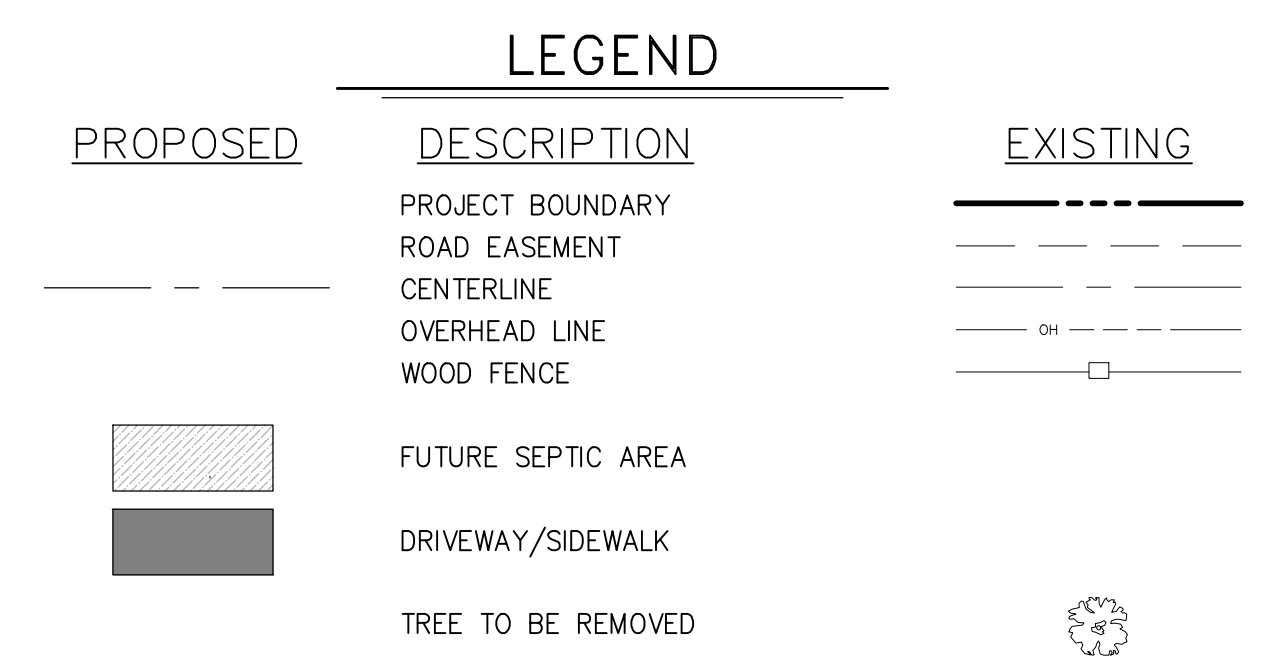 LEGEND
PROPOSED DESCRIPTION EXISTING
PROJECT BOUNDARY
ROAD EASEMENT
CENTERLINE
OVERHEAD LINE OH
WOOD FENCE
FUTURE SEPTIC AREA
DRIVEWAY/SIDEWALK
TREE TO BE REMOVED